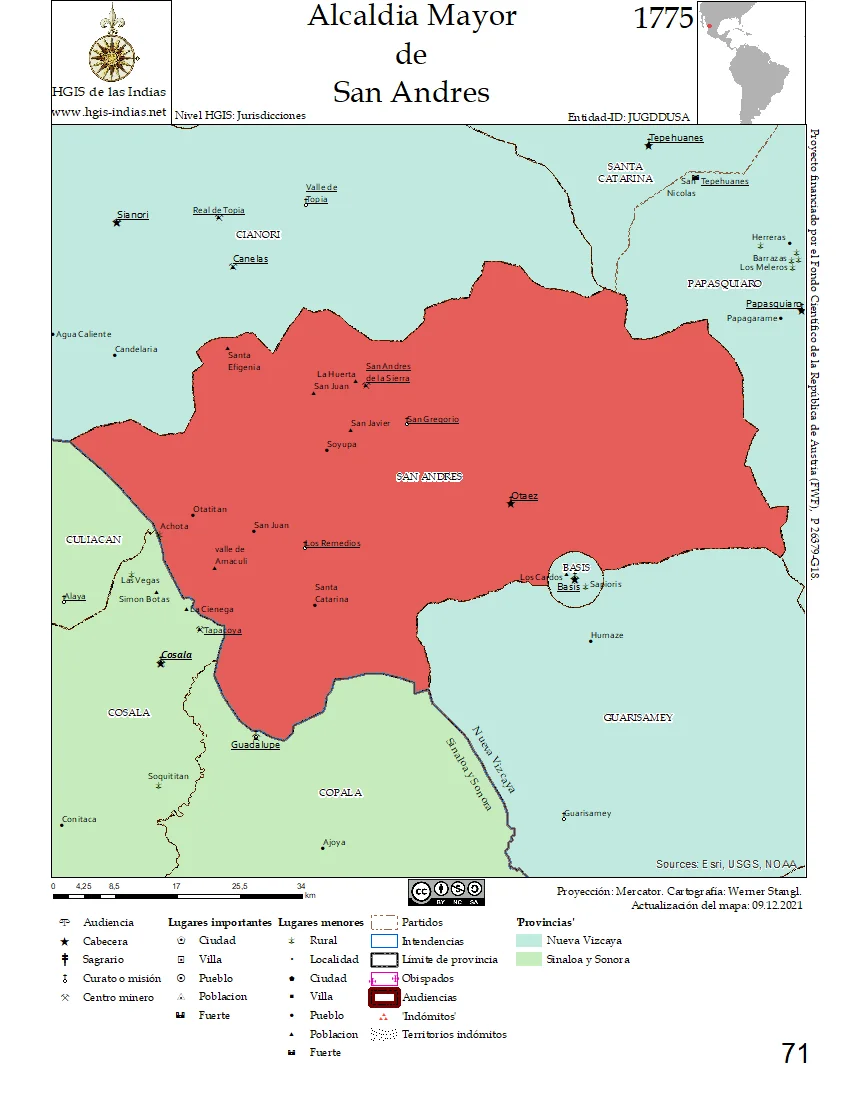 Alcaldia Mayor
de
San Andres
1775
HGIS de las Indias
www.hgis-indias.net
Nivel HGIS: Jurisdicciones
Entidad-ID: JUGDDUSA
Tepehuanes
SANTA
CATARINA
San
Nicolas
Tepehuanes
Valle de
Topia
Real de Topia
Sianori
CIANORI
Canelas
Herreras
Barrazas
Los Meleros
PAPASQUIARO
Papasquiaro
Papagarame
Agua Caliente
Candelaria
Santa
Efigenia
La Huerta
San Juan
San Andres
de la Sierra
San Javier
San Gregorio
Soyupa
SAN ANDRES
Otaez
Otatitan
Achota
San Juan
valle de
Amaculi
Los Remedios
CULIACAN
Las Vegas
Simon Botas
Alaya
La Cienega
Tapacoya
Santa
Catarina
BASIS
Los Cardos
Basis
Sapioris
Humaze
Cosala
COSALA
Guadalupe
GUARISAMEY
Nueva Vizcaya
Sinaloa y Sonora
Soquititan
COPALA
Conitaca
Ajoya
Guarisamey
Sources: Esri, USGS, NOAA
Proyecto financiado por el Fondo Científico de la República de Austria (FWF), P 26379-G18.
0 4,25 8,5 17 25,5 34
km
cc
BY NC SA
Proyección: Mercator. Cartografía: Werner Stangl.
Actualización del mapa: 09.12.2021
Audiencia
Cabecera
Sagrario
Curato o misión
Centro minero
Lugares importantes
Ciudad
Villa
Pueblo
Poblacion
Fuerte
Lugares menores
Rural
Localidad
Ciudad
Villa
Pueblo
Poblacion
Fuerte
Partidos
Intendencias
Límite de provincia
Obispados
Audiencias
'Indómitos'
Territorios indómitos
'Provincias'
Nueva Vizcaya
Sinaloa y Sonora
71